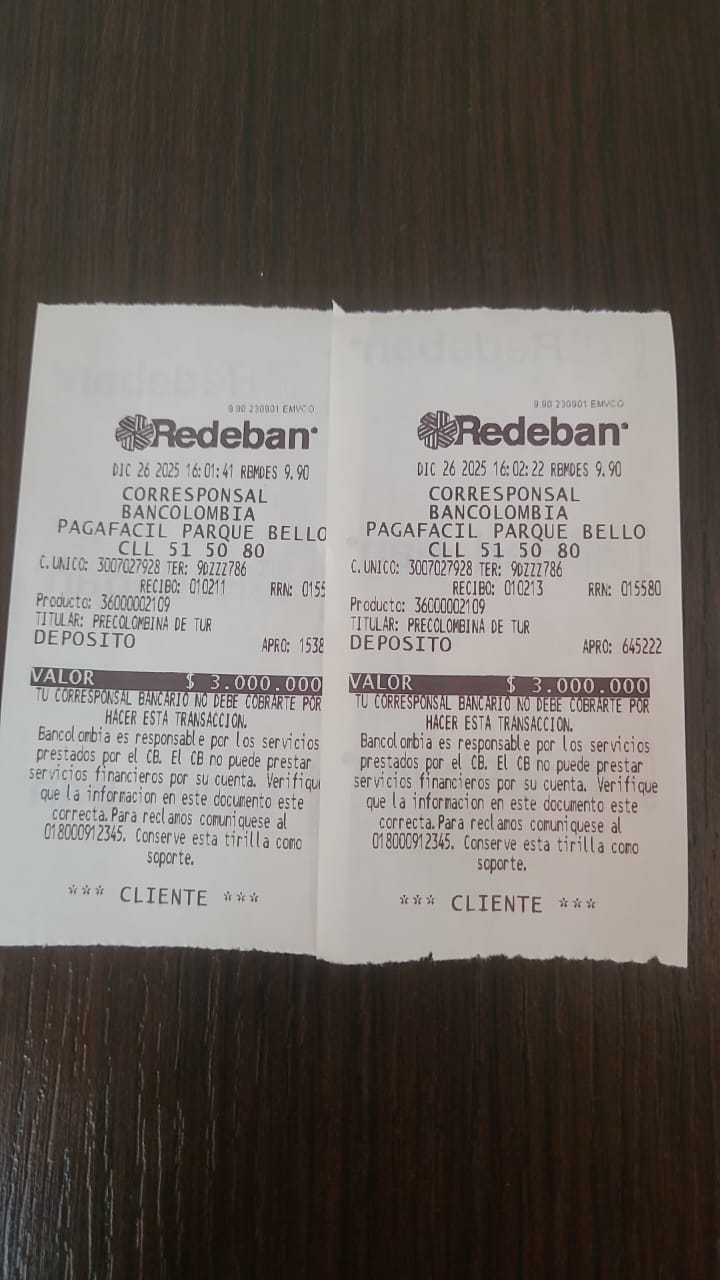 9.90 230901 EMVCO
Redeban
DIC 26 2025 16:01:41 RBMDES 9.90
CORRESPONSAL
BANCOLOMBIA
PAGAFACIL PARQUE BELLO
CLL 51 50 80
C.UNICO: 3007027928 TER: 9DZZZ786
RECIBO: 010211 RRN: 0155
Producto: 36000002109
TITULAR: PRECOLOMBINA DE TUR
DEPOSITO APRO: 1538
VALOR $ 3.000.000
TU CORRESPONSAL BANCARIO NO DEBE COBRARTE POR
HACER ESTA TRANSACCION.
Bancolombia es responsable por los servicios
prestados por el CB. El CB no puede prestar
servicios financieros por su cuenta. Verifiqu
que la informacion en este documento este
correcta.Para reclamos comuniquese al
018000912345. Conserve esta tirilla como
soporte.
*** CLIENTE ***
9.90 230901 EMVCO
Redeban
DIC 26 2025 16:02:22 RBMDES 9.90
CORRESPONSAL
BANCOLOMBIA
PAGAFACIL PARQUE BELLO
CLL 51 50 80
C.UNICO: 3007027928 TER: 9DZZZ786
RECIBO: 010213 RRN: 015580
Producto: 36000002109
TITULAR: PRECOLOMBINA DE TUR
DEPOSITO APRO: 645222
VALOR $ 3.000.000
TU CORRESPONSAL BANCARIO NO DEBE COBRARTE POR
HACER ESTA TRANSACCION.
Bancolombia es responsable por los servicios
prestados por el CB. El CB no puede prestar
servicios financieros por su cuenta. Verifique
que la informacion en este documento este
correcta.Para reclamos comuniquese al
018000912345. Conserve esta tirilla como
soporte.
*** CLIENTE ***